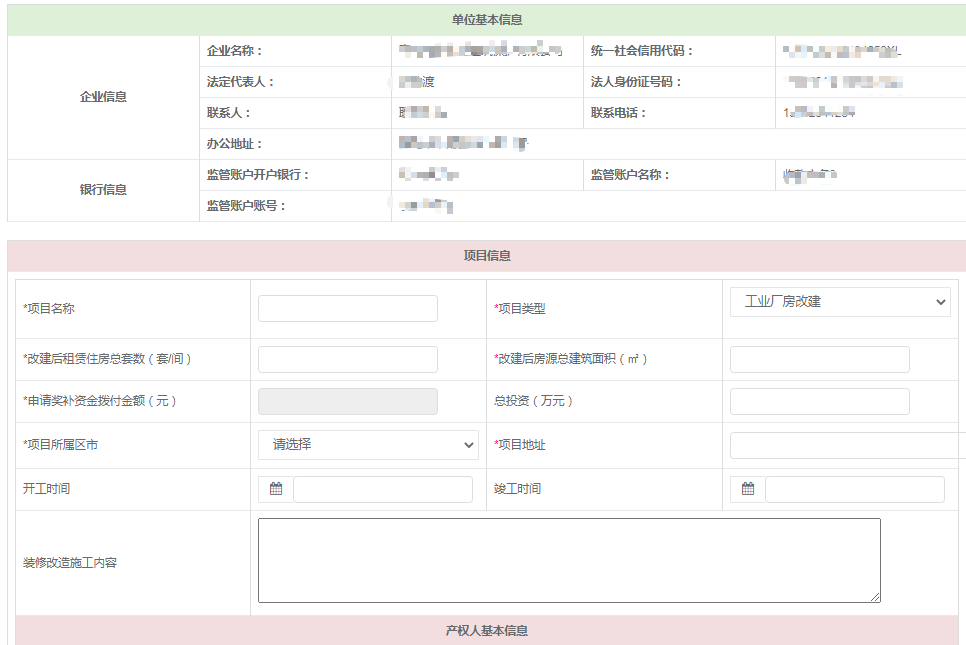 单位基本信息
企业信息
企业名称：
统一社会信用代码：
法定代表人：
渡
法人身份证号码：
联系人：
联系电话：
办公地址：
银行信息
监管账户开户银行：
监管账户名称：
监管账户账号：
项目信息
*项目名称
*项目类型
工业厂房改建
*改建后租赁住房总套数（套/间）
*改建后房源总建筑面积（㎡）
*申请奖补资金拨付金额（元）
总投资（万元）
*项目所属区市
请选择
*项目地址
开工时间
竣工时间
装修改造施工内容
产权人基本信息